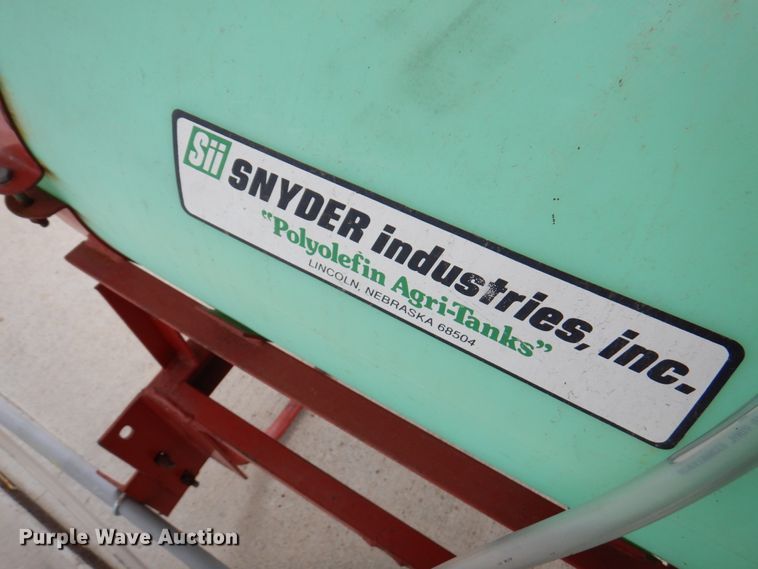 Sii SNYDER industries, inc.
"Polyolefin Agri-Tanks"
LINCOLN, NEBRASKA 68504
Purple Wave Auction